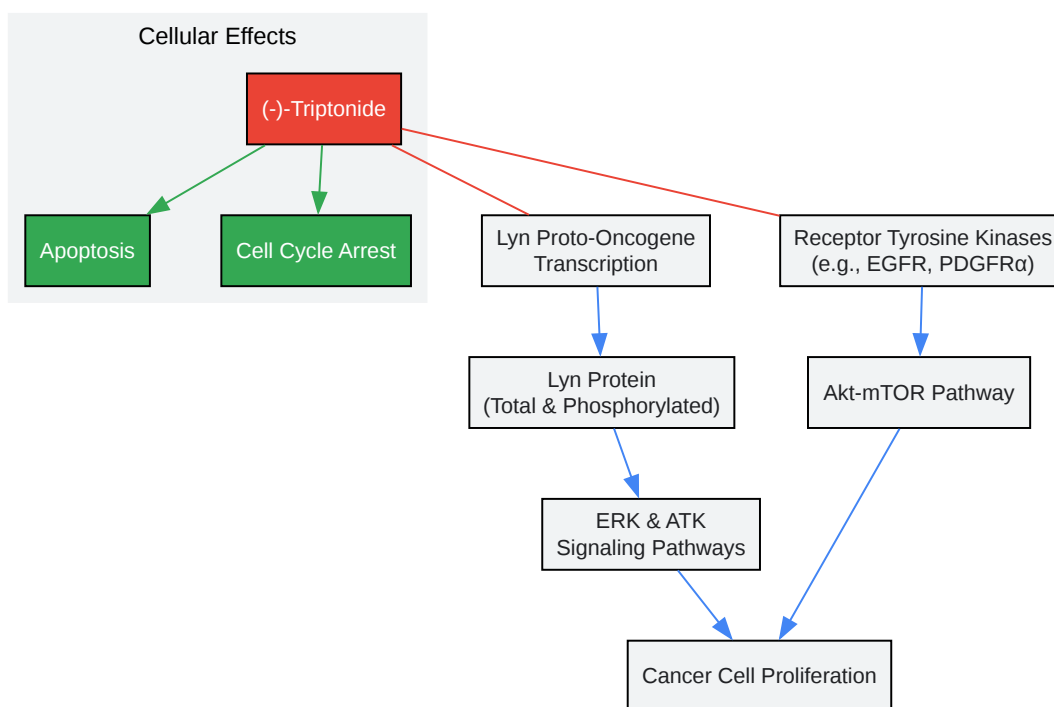 Cellular Effects
(-)-Triptonide
Apoptosis
Cell Cycle Arrest
Lyn Proto-Oncogene
Transcription
Receptor Tyrosine Kinases
(e.g., EGFR, PDGFRα)
Lyn Protein
(Total & Phosphorylated)
Akt-mTOR Pathway
ERK & ATK
Signaling Pathways
Cancer Cell Proliferation